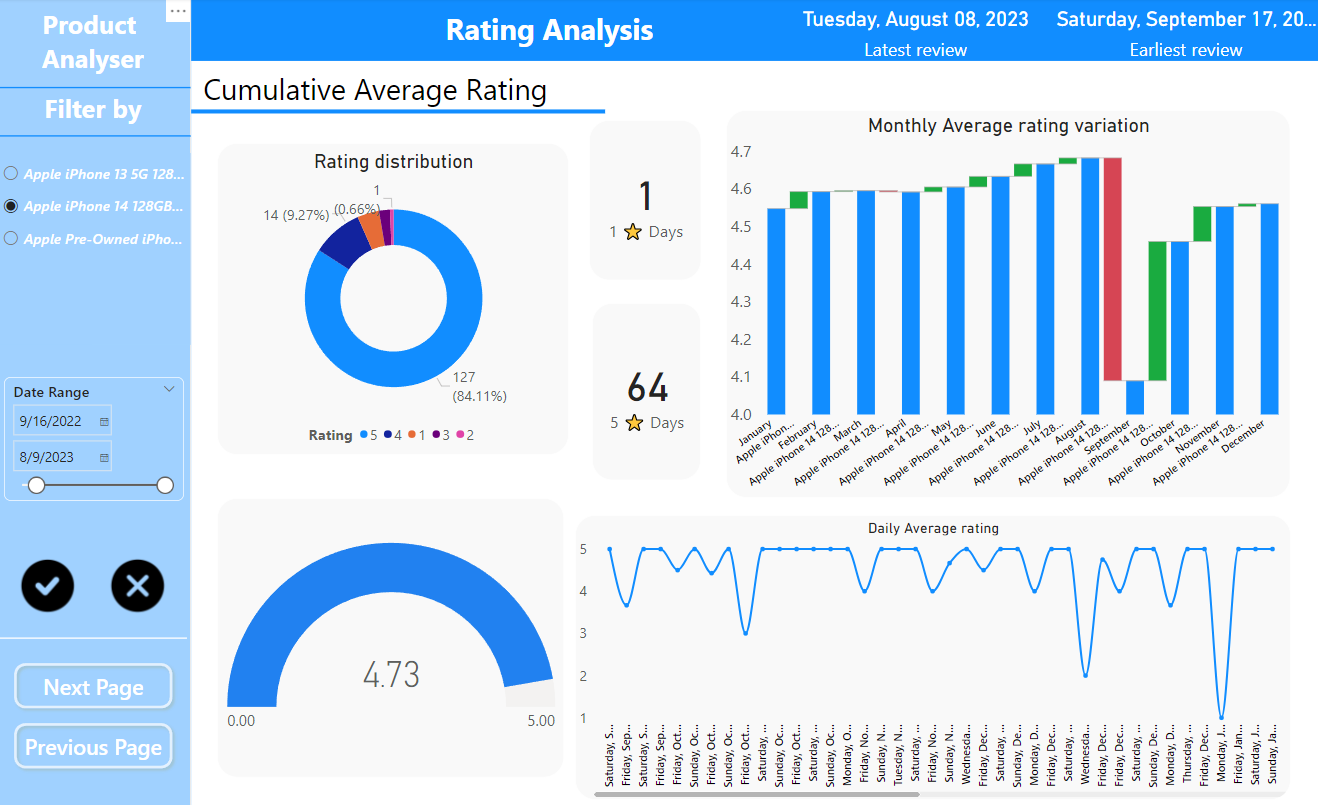 Product
Analyser
Filter by
Apple iPhone 13 5G 128...
Apple iPhone 14 128GB...
Apple Pre-Owned iPho...
Date Range
9/16/2022
8/9/2023
Next Page
Previous Page
Rating Analysis
Tuesday, August 08, 2023
Latest review
Saturday, September 17, 20...
Earliest review
Cumulative Average Rating
Rating distribution
1
(0.66%)
14 (9.27%)
127
(84.11%)
Rating 5 4 1 3 2
1
1 ⭐ Days
64
5 ⭐ Days
Monthly Average rating variation
4.7
4.6
4.5
4.4
4.3
4.2
4.1
4.0
January
Apple iPhon...
February
Apple iPhone 14 128...
March
Apple iPhone 14 128...
April
Apple iPhone 14 128...
May
Apple iPhone 14 128...
June
Apple iPhone 14 128...
July
Apple iPhone 14 128...
August
Apple iPhone 14 128...
September
Apple iPhone 14 128...
October
Apple iPhone 14 128...
November
Apple iPhone 14 128...
December
4.73
0.00
5.00
Daily Average rating
5
4
3
2
1
Saturday, S...
Friday, Sep...
Saturday, S...
Friday, Oct...
Sunday, Oc...
Friday, Oct...
Sunday, Oc...
Friday, Oct...
Saturday, ...
Sunday, Oc...
Friday, Oct...
Saturday, ...
Sunday, Oc...
Monday, O...
Friday, No...
Sunday, N...
Tuesday, N...
Saturday, ...
Friday, No...
Sunday, N...
Wednesda...
Friday, Dec...
Saturday, ...
Sunday, De...
Monday, D...
Friday, Dec...
Saturday, ...
Wednesda...
Friday, Dec...
Friday, Dec...
Saturday, ...
Sunday, De...
Monday, D...
Thursday, ...
Friday, Dec...
Monday, J...
Friday, Jan...
Saturday, J...
Sunday, Ja...